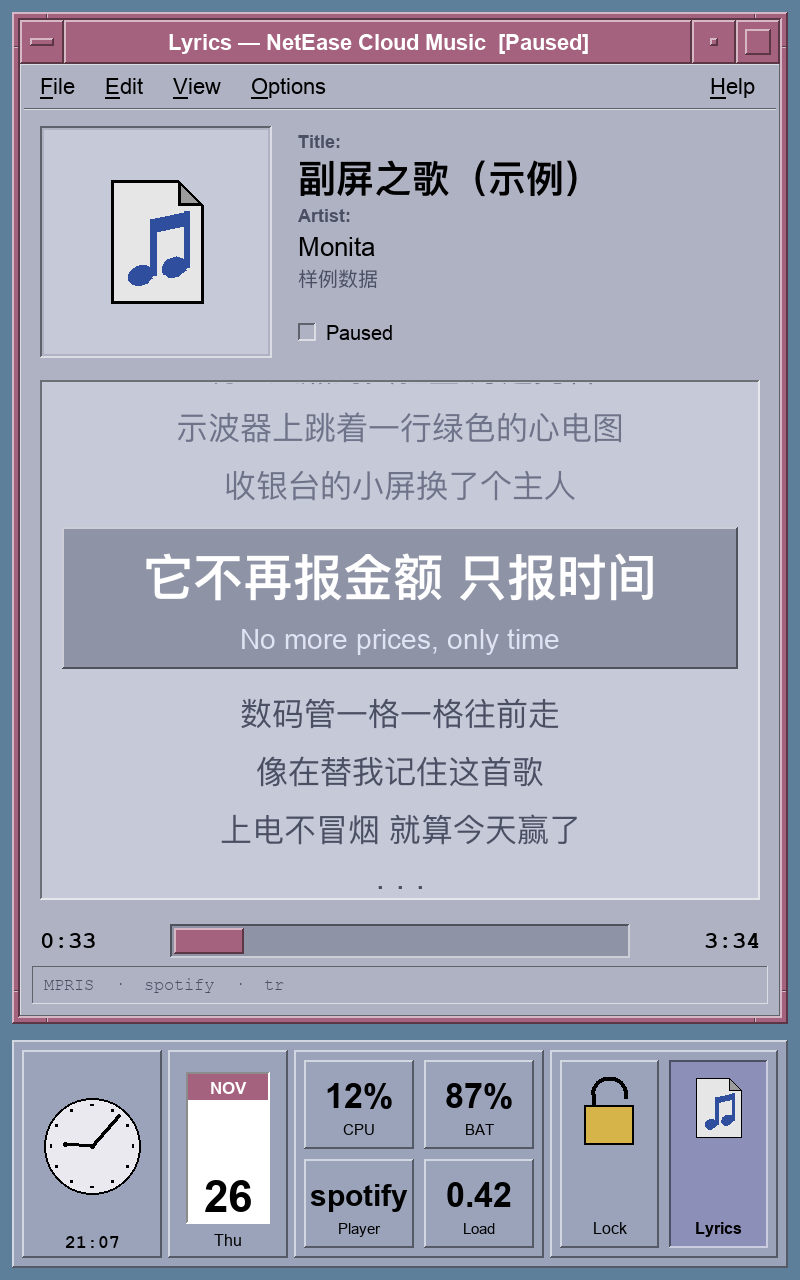 Lyrics — NetEase Cloud Music [Paused]
File Edit View Options Help
Title:
副屏之歌（示例）
Artist:
Monita
样例数据
Paused
示波器上跳着一行绿色的心电图
收银台的小屏换了个主人
它不再报金额 只报时间
No more prices, only time
数码管一格一格往前走
像在替我记住这首歌
上电不冒烟 就算今天赢了
. . .
0:33 3:34
MPRIS · spotify · tr
21:07
NOV
26
Thu
12%
CPU
87%
BAT
spotify
Player
0.42
Load
Lock
Lyrics